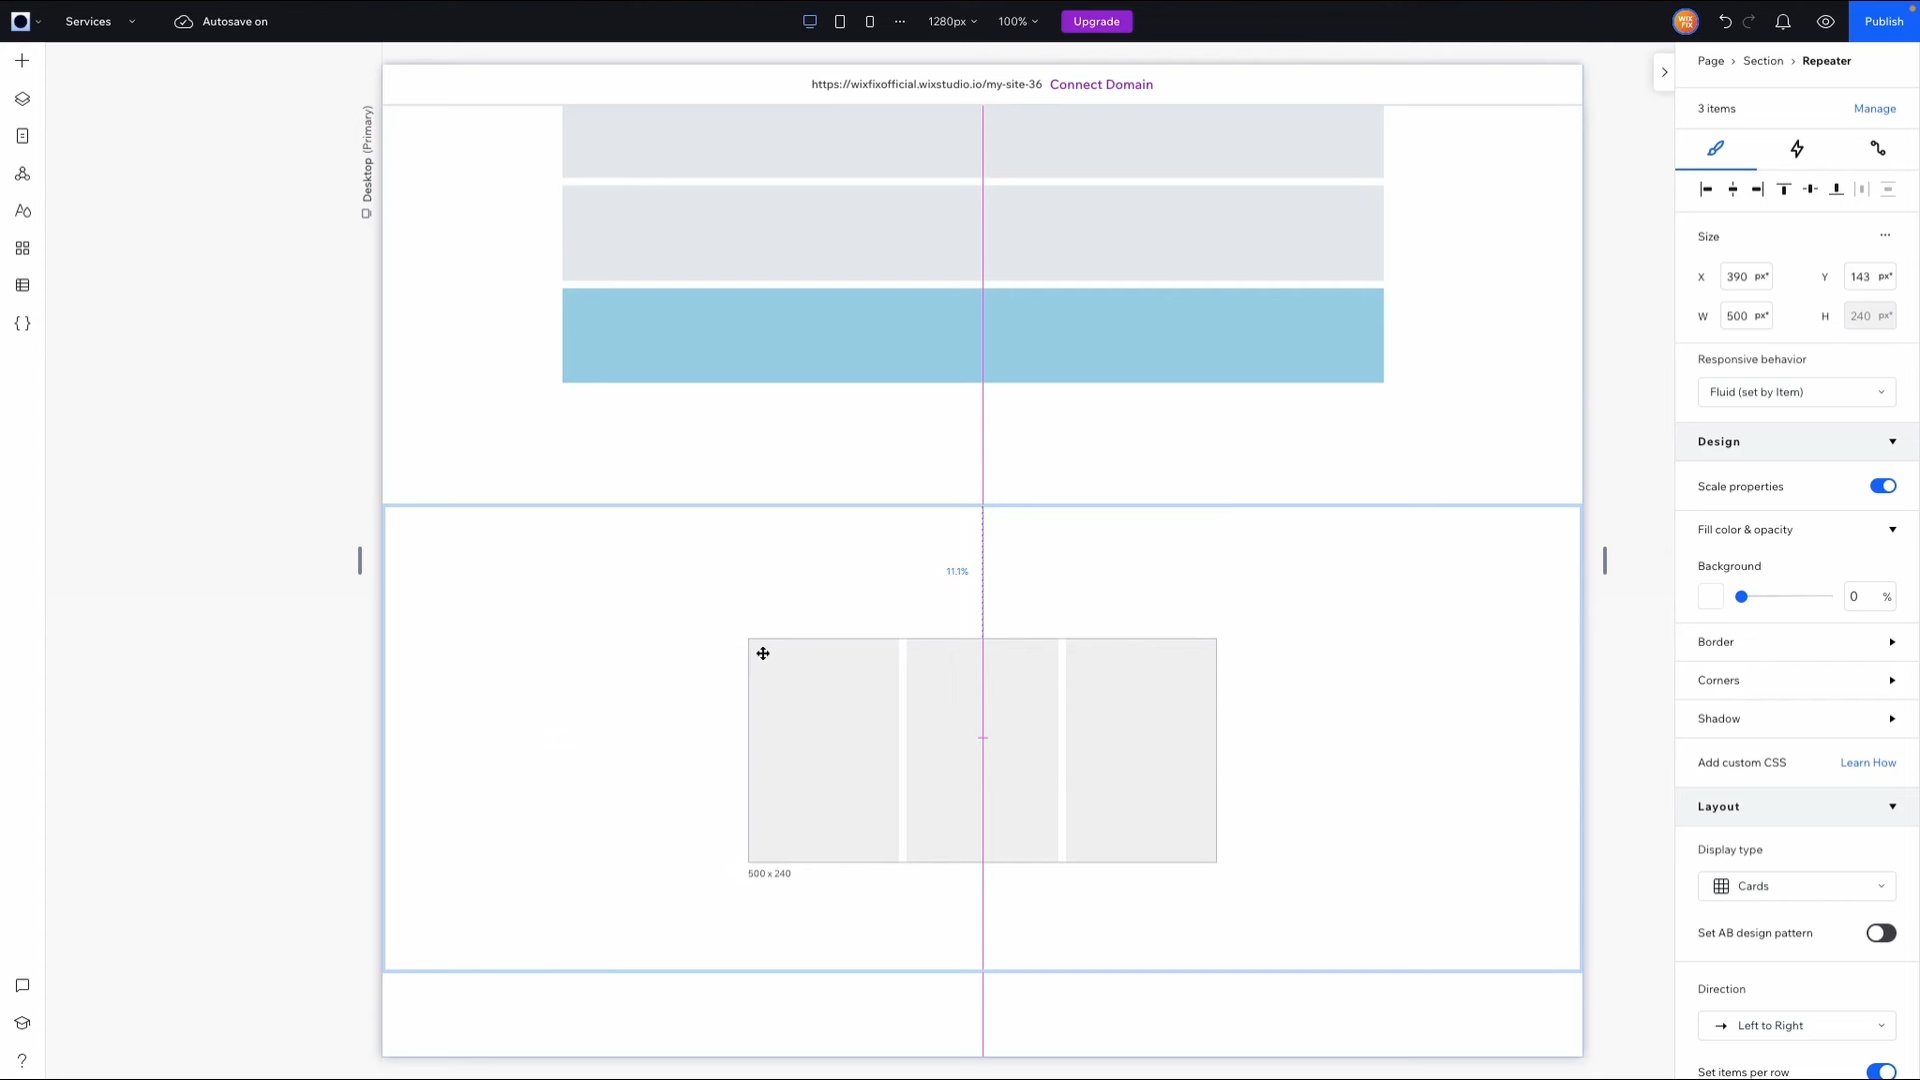 Services
Autosave on
1280px
100%
Upgrade
WIX
FIX
Publish
https://wixfixofficial.wixstudio.io/my-site-36 Connect Domain
Desktop (Primary)
Page > Section > Repeater
3 items
Manage
Size
X 390 px*
Y 143 px*
W 500 px*
H 240 px*
Responsive behavior
Fluid (set by Item)
Design
Scale properties
Fill color & opacity
Background
0 %
Border
Corners
Shadow
Add custom CSS
Learn How
Layout
Display type
Cards
Set AB design pattern
Direction
Left to Right
Set items per row
11.1%
500 x 240